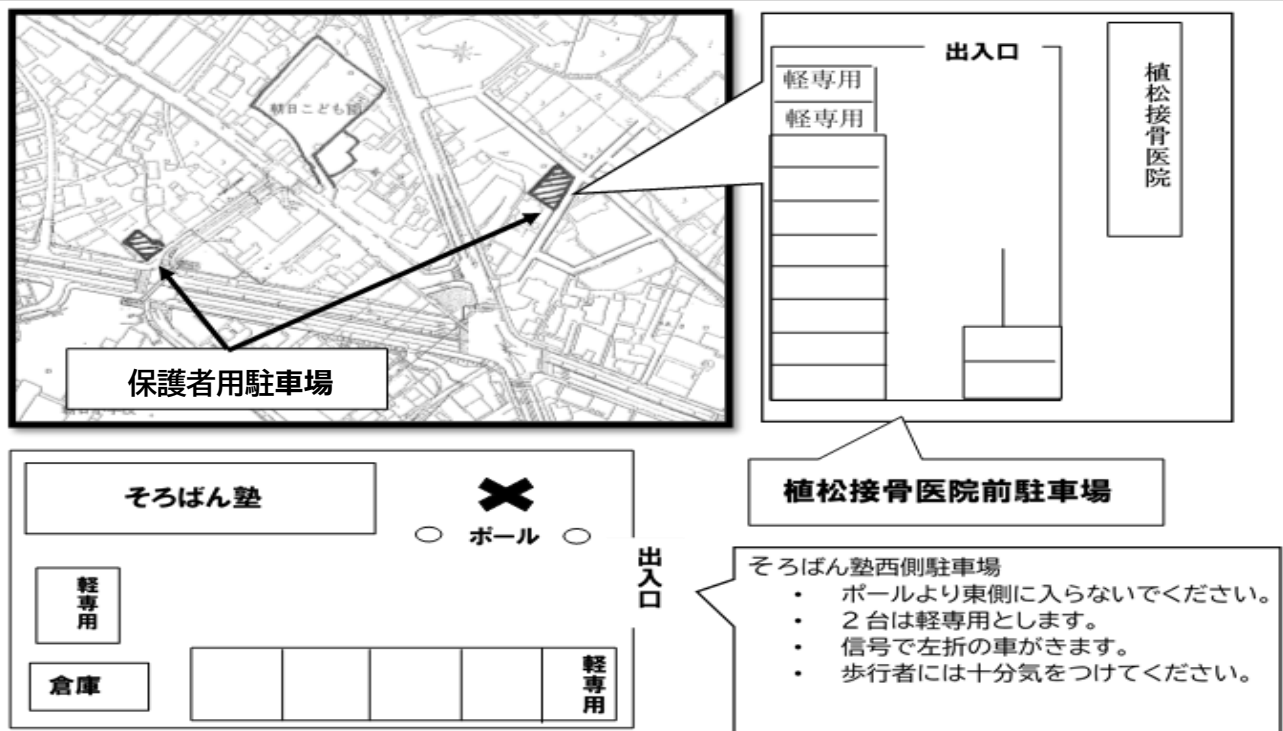 朝日こども園
保護者用駐車場
出入口
軽専用
軽専用
植松接骨医院
植松接骨医院前駐車場
そろばん塾
ポール
出入口
軽専用
倉庫
軽専用
そろばん塾西側駐車場
・ ポールより東側に入らないでください。
・ ２台は軽専用とします。
・ 信号で左折の車がきます。
・ 歩行者には十分気をつけてください。